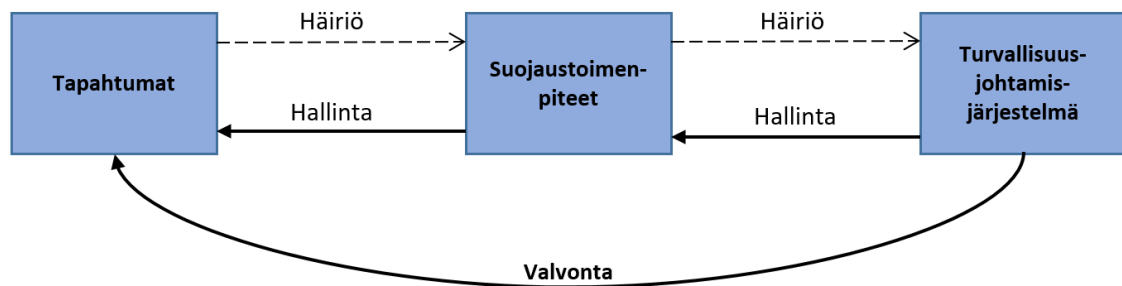 Häiriö
Häiriö
Tapahtumat
Suojaustoimen-
piteet
Turvallisuus-
johtamis-
järjestelmä
Hallinta
Hallinta
Valvonta